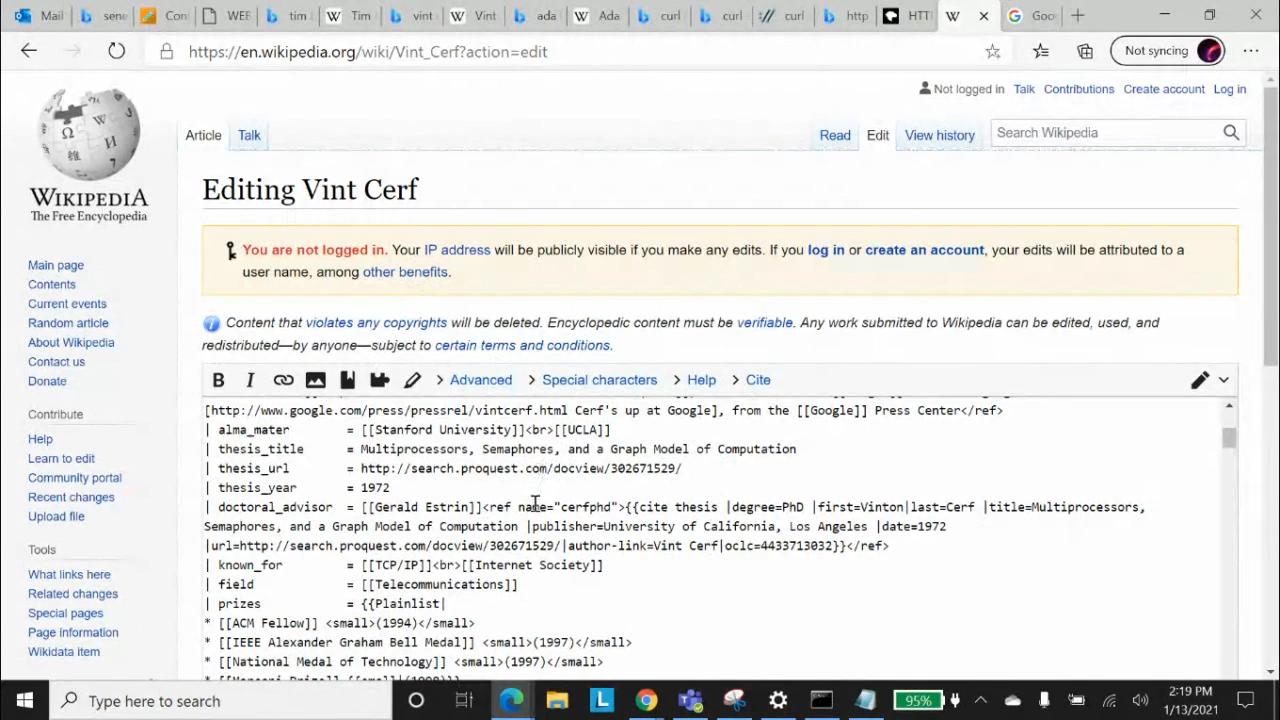 Mail
sene
Con
WEB
tim
Tim
vint
Vint
ada
Ada
curl
curl
curl
http
HTT
Goo
https://en.wikipedia.org/wiki/Vint_Cerf?action=edit
Not syncing
Not logged in Talk Contributions Create account Log in
WIKIPEDIA
The Free Encyclopedia
Article Talk Read Edit View history Search Wikipedia
Editing Vint Cerf
You are not logged in. Your IP address will be publicly visible if you make any edits. If you log in or create an account, your edits will be attributed to a
user name, among other benefits.
Content that violates any copyrights will be deleted. Encyclopedic content must be verifiable. Any work submitted to Wikipedia can be edited, used, and
redistributed—by anyone—subject to certain terms and conditions.
B I Advanced Special characters Help Cite
[http://www.google.com/press/pressrel/vintcerf.html Cerf's up at Google], from the [[Google]] Press Center</ref>
| alma_mater = [[Stanford University]]<br>[[UCLA]]
| thesis_title = Multiprocessors, Semaphores, and a Graph Model of Computation
| thesis_url = http://search.proquest.com/docview/302671529/
| thesis_year = 1972
| doctoral_advisor = [[Gerald Estrin]]<ref name="cerfphd">{{cite thesis |degree=PhD |first=Vinton|last=Cerf |title=Multiprocessors,
Semaphores, and a Graph Model of Computation |publisher=University of California, Los Angeles |date=1972
|url=http://search.proquest.com/docview/302671529/|author-link=Vint Cerf|oclc=4433713032}}</ref>
| known_for = [[TCP/IP]]<br>[[Internet Society]]
| field = [[Telecommunications]]
| prizes = {{Plainlist|
* [[ACM Fellow]] <small>(1994)</small>
* [[IEEE Alexander Graham Bell Medal]] <small>(1997)</small>
* [[National Medal of Technology]] <small>(1997)</small>
Main page
Contents
Current events
Random article
About Wikipedia
Contact us
Donate
Contribute
Help
Learn to edit
Community portal
Recent changes
Upload file
Tools
What links here
Related changes
Special pages
Page information
Wikidata item
Type here to search
95%
2:19 PM
1/13/2021